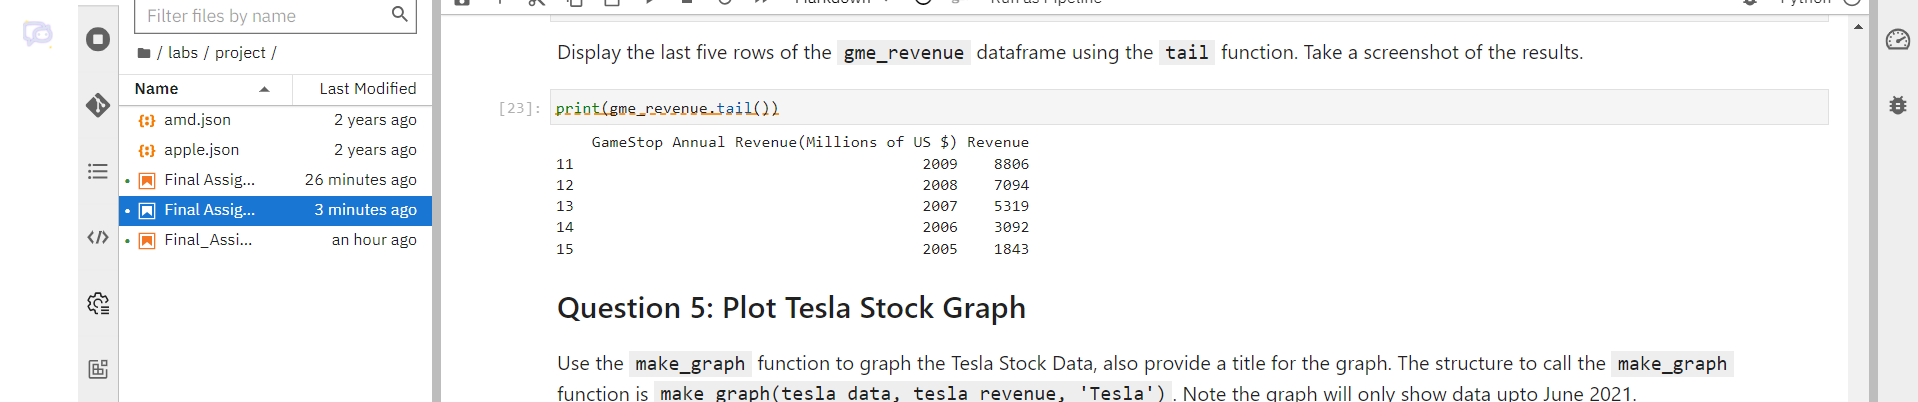 Filter files by name
/ labs / project /
Name Last Modified
amd.json 2 years ago
apple.json 2 years ago
Final Assig... 26 minutes ago
Final Assig... 3 minutes ago
Final_Assi... an hour ago
Markdown Run as Pipeline Python
Display the last five rows of the gme_revenue dataframe using the tail function. Take a screenshot of the results.
[23]: print(gme_revenue.tail())
GameStop Annual Revenue(Millions of US $) Revenue
11 2009 8806
12 2008 7094
13 2007 5319
14 2006 3092
15 2005 1843
Question 5: Plot Tesla Stock Graph
Use the make_graph function to graph the Tesla Stock Data, also provide a title for the graph. The structure to call the make_graph
function is make_graph(tesla_data, tesla_revenue, 'Tesla') . Note the graph will only show data upto June 2021.